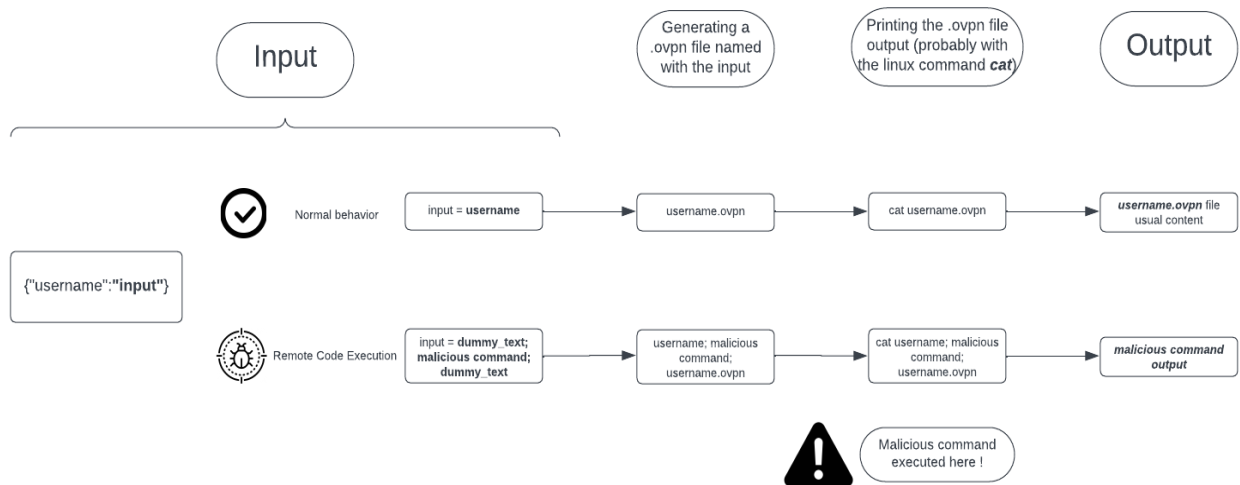 Input
Generating a
.ovpn file named
with the input
Printing the .ovpn file
output (probably with
the linux command cat)
Output
Normal behavior
input = username
username.ovpn
cat username.ovpn
username.ovpn file
usual content
{"username":"input"}
Remote Code Execution
input = dummy_text;
malicious command;
dummy_text
username; malicious
command;
username.ovpn
cat username; malicious
command;
username.ovpn
malicious command
output
Malicious command
executed here !